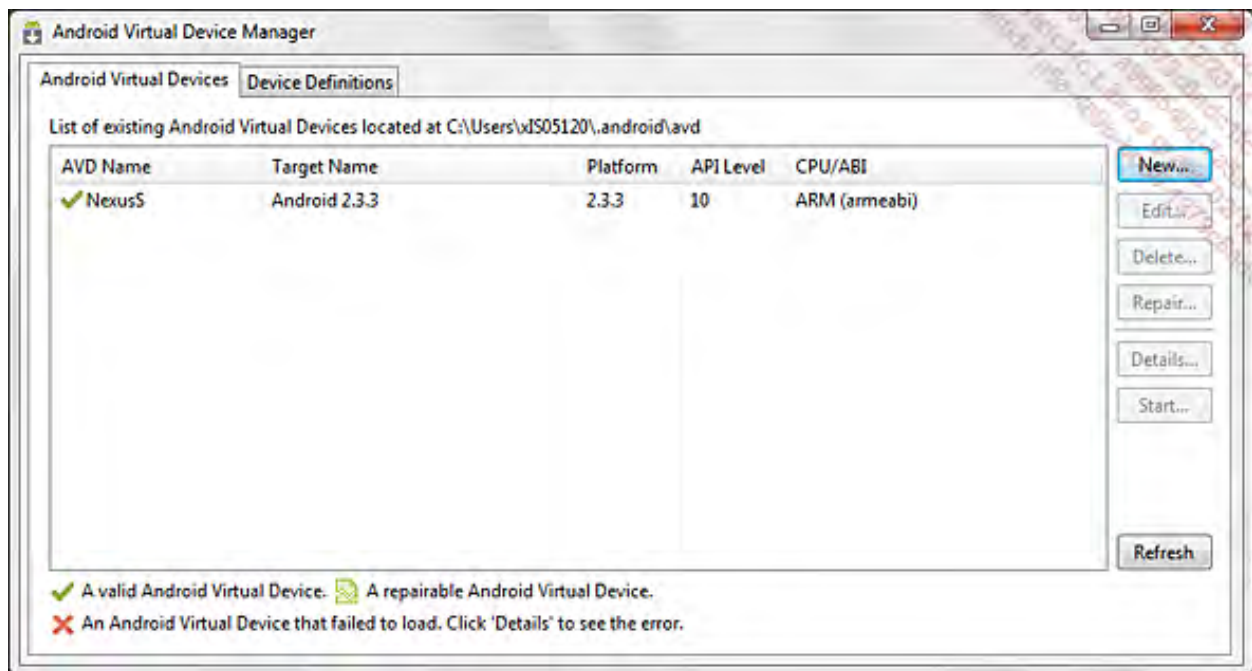 Android Virtual Device Manager
Android Virtual Devices
Device Definitions
List of existing Android Virtual Devices located at C:\Users\xIS05120\.android\avd
AVD Name Target Name Platform API Level CPU/ABI
NexusS Android 2.3.3 2.3.3 10 ARM (armeabi)
New...
Edit...
Delete...
Repair...
Details...
Start...
Refresh
A valid Android Virtual Device. A repairable Android Virtual Device.
An Android Virtual Device that failed to load. Click 'Details' to see the error.